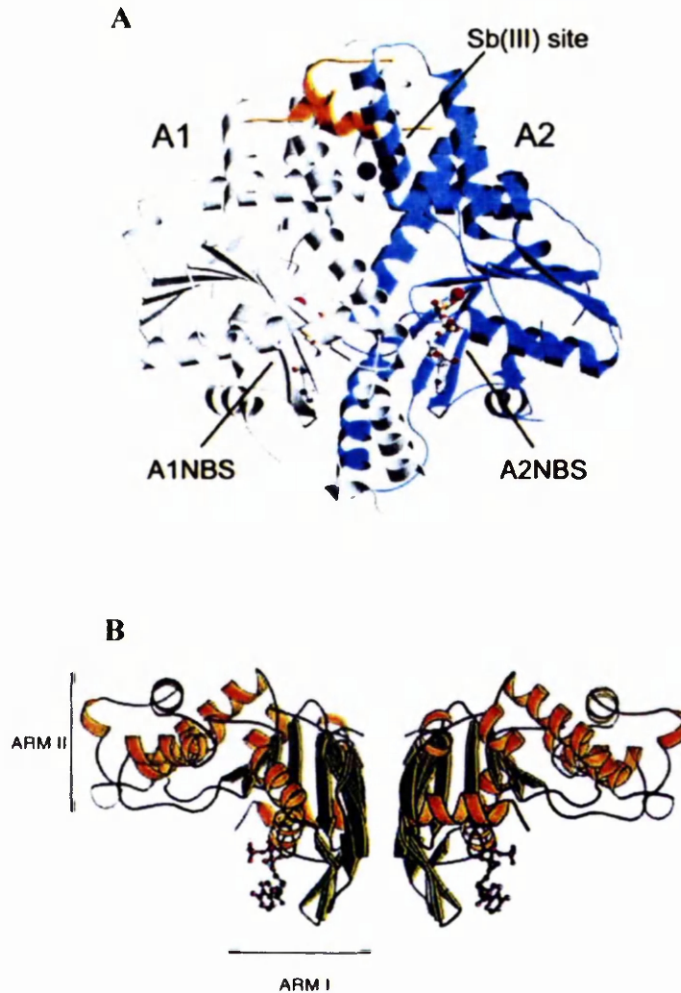 A
Sb(III) site
A1
A2
A1NBS
A2NBS
B
ARM II
ARM I